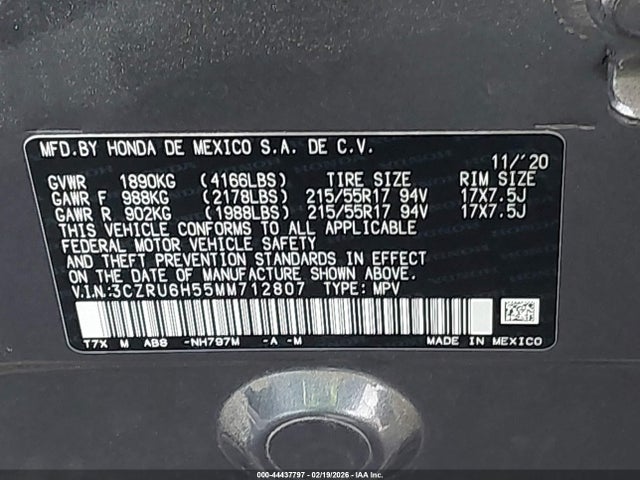 MFD.BY HONDA DE MEXICO S.A. DE C.V.
11/'20
GVWR 1890KG (4166LBS) TIRE SIZE RIM SIZE
GAWR F 988KG (2178LBS) 215/55R17 94V 17X7.5J
GAWR R 902KG (1988LBS) 215/55R17 94V 17X7.5J
THIS VEHICLE CONFORMS TO ALL APPLICABLE
FEDERAL MOTOR VEHICLE SAFETY
AND THEFT PREVENTION STANDARDS IN EFFECT
ON THE DATE OF MANUFACTURE SHOWN ABOVE.
V.I.N.:3CZRU6H55MM712807 TYPE: MPV
T7X M ABS -NH797M -A -M MADE IN MEXICO
000-44437797 - 02/19/2026 - IAA Inc.